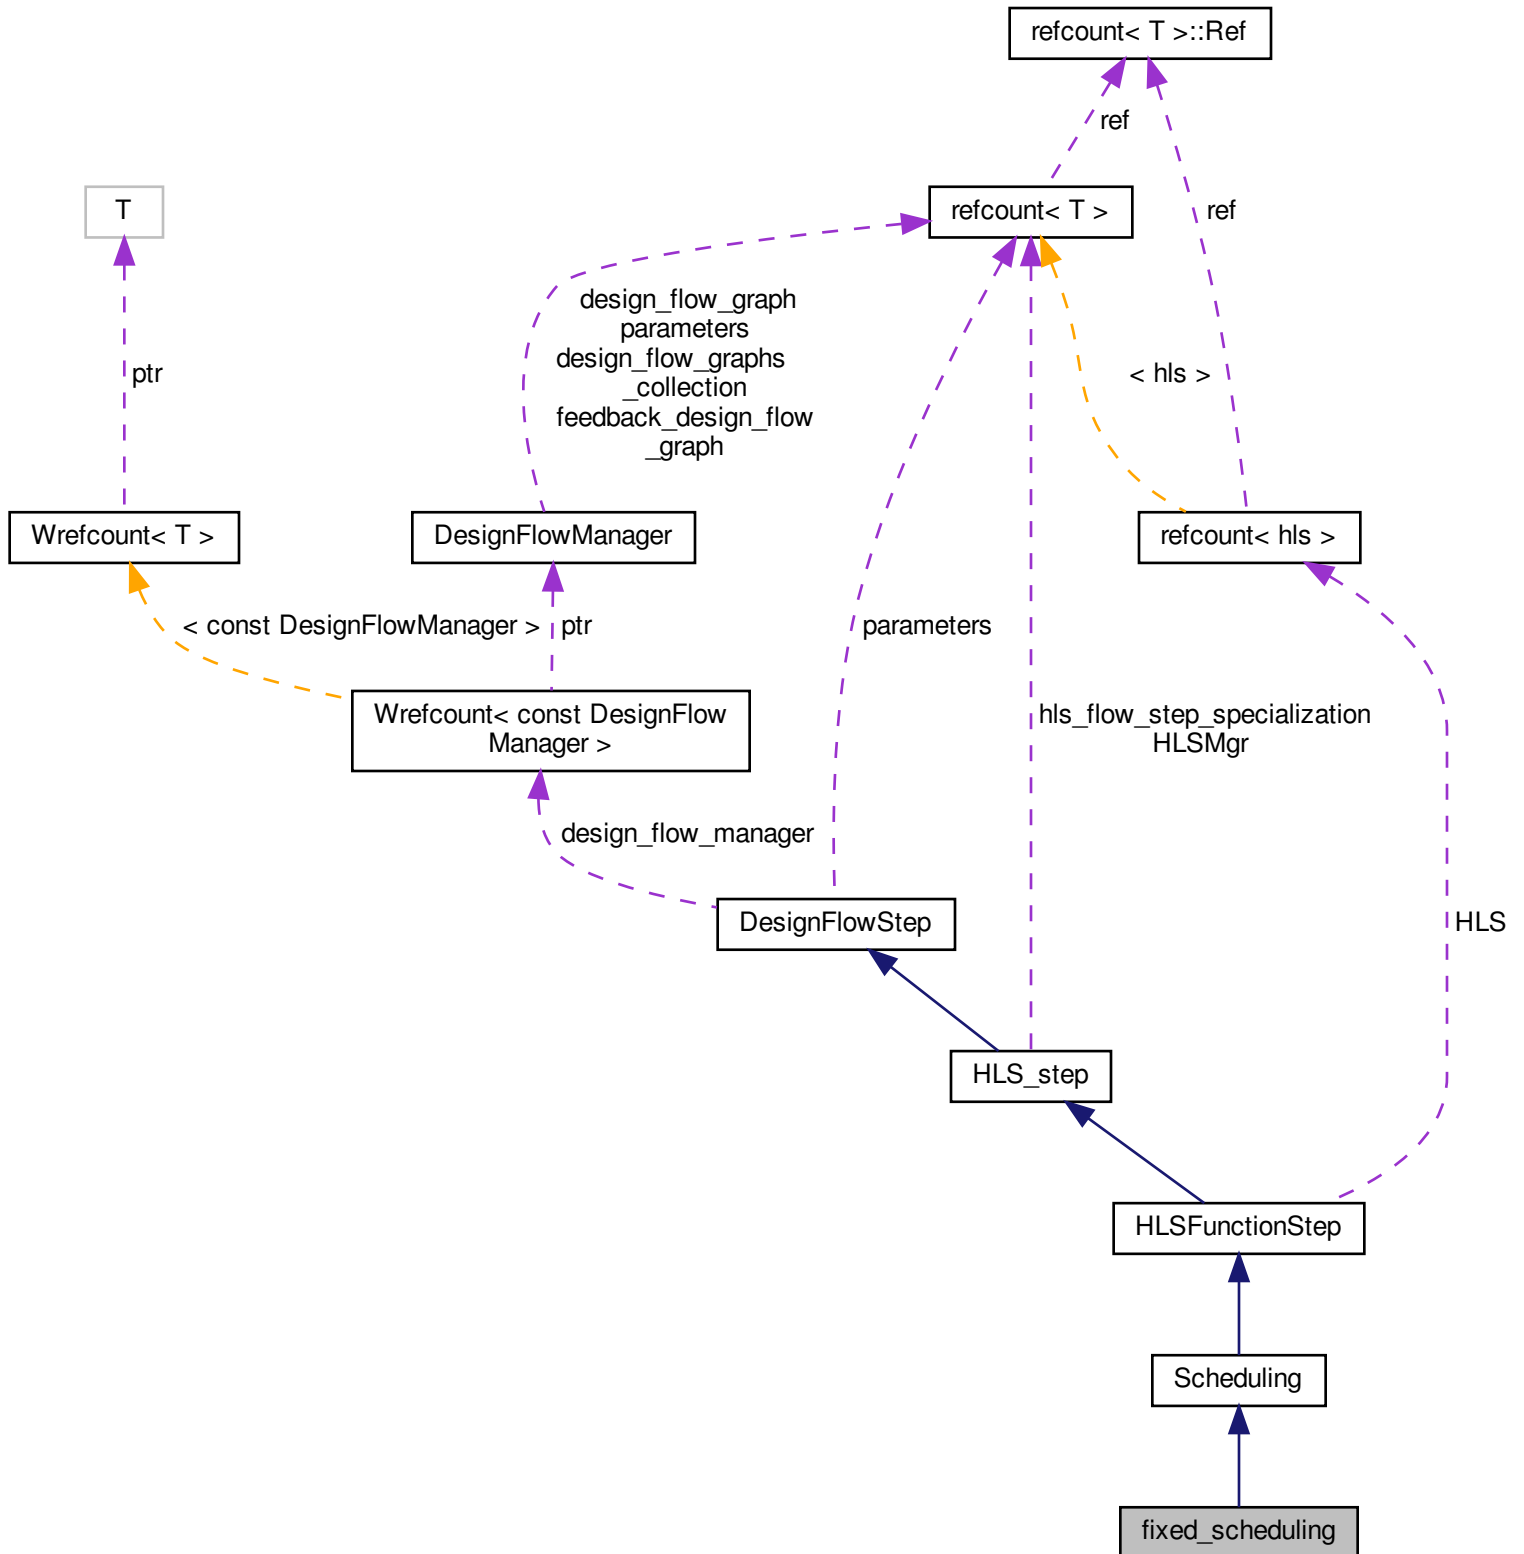 refcount< T >::Ref
ref
T
refcount< T >
ref
design_flow_graph
parameters
design_flow_graphs
_collection
feedback_design_flow
_graph
ptr
< hls >
Wrefcount< T >
DesignFlowManager
refcount< hls >
< const DesignFlowManager >
ptr
parameters
Wrefcount< const DesignFlow
Manager >
hls_flow_step_specialization
HLSMgr
design_flow_manager
DesignFlowStep
HLS
HLS_step
HLSFunctionStep
Scheduling
fixed_scheduling